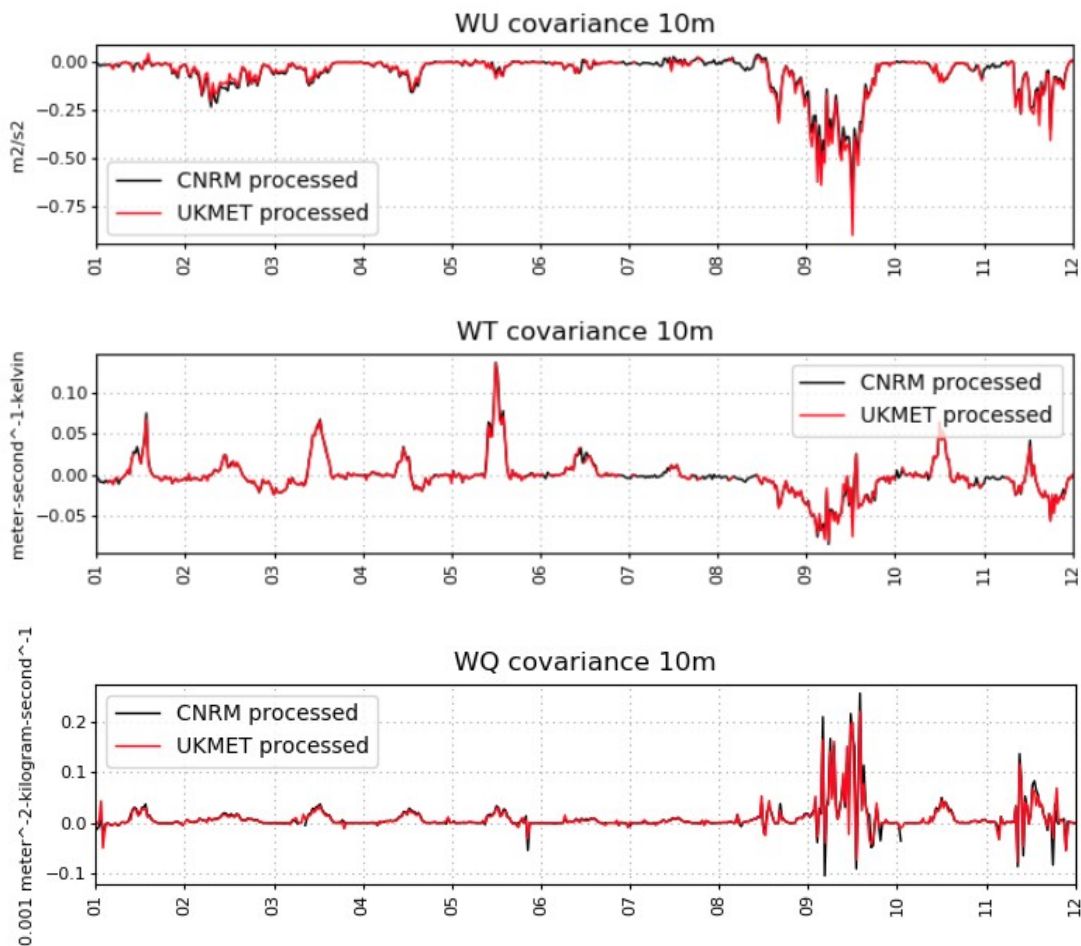 WU covariance 10m
0.00
−0.25
−0.50
−0.75
m2/s2
CNRM processed
UKMET processed
01 02 03 04 05 06 07 08 09 10 11 12
WT covariance 10m
0.10
0.05
0.00
−0.05
meter-second^-1-kelvin
CNRM processed
UKMET processed
01 02 03 04 05 06 07 08 09 10 11 12
WQ covariance 10m
0.2
0.1
0.0
−0.1
0.001 meter^-2-kilogram-second^-1
CNRM processed
UKMET processed
01 02 03 04 05 06 07 08 09 10 11 12